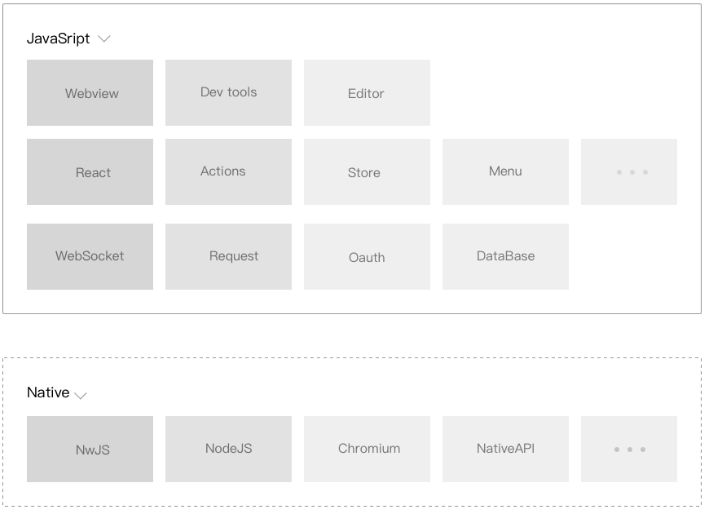 JavaSript
Webview Dev tools Editor
React Actions Store Menu
WebSocket Request Oauth DataBase
Native
NwJS NodeJS Chromium NativeAPI